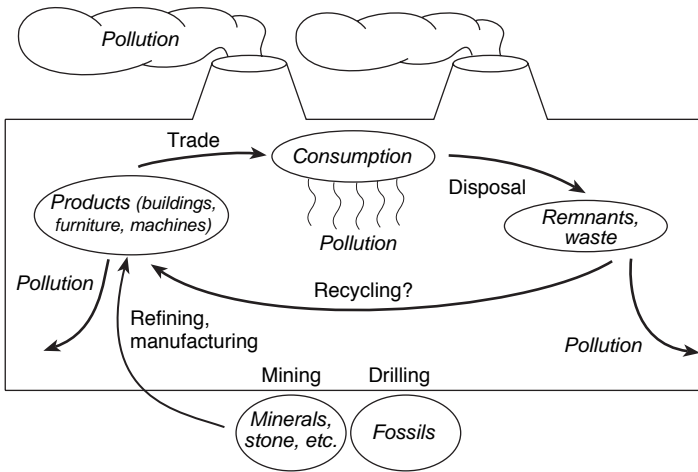 Pollution
Trade
Consumption
Disposal
Products (buildings,
furniture, machines)
Remnants,
waste
Pollution
Pollution
Recycling?
Refining,
manufacturing
Pollution
Mining
Drilling
Minerals,
stone, etc.
Fossils